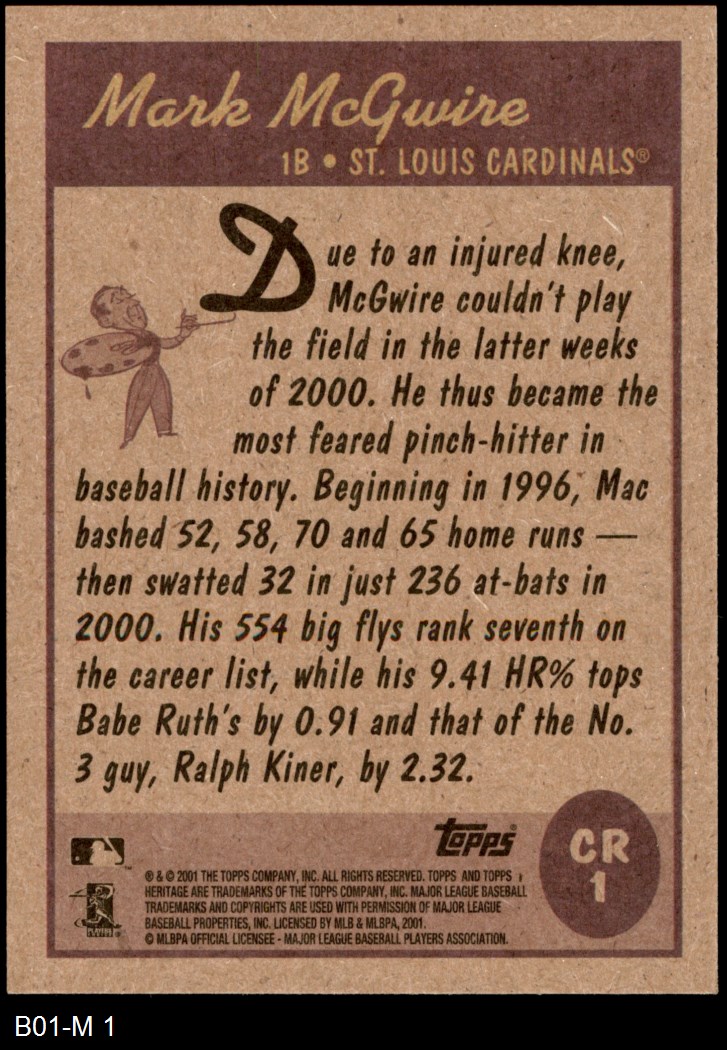 Mark McGwire
1B • ST. LOUIS CARDINALS®
Due to an injured knee,
McGwire couldn't play
the field in the latter weeks
of 2000. He thus became the
most feared pinch-hitter in
baseball history. Beginning in 1996, Mac
bashed 52, 58, 70 and 65 home runs —
then swatted 32 in just 236 at-bats in
2000. His 554 big flys rank seventh on
the career list, while his 9.41 HR% tops
Babe Ruth's by 0.91 and that of the No.
3 guy, Ralph Kiner, by 2.32.
topps®
CR
1
® & © 2001 THE TOPPS COMPANY, INC. ALL RIGHTS RESERVED. TOPPS AND TOPPS
HERITAGE ARE TRADEMARKS OF THE TOPPS COMPANY, INC. MAJOR LEAGUE BASEBALL
TRADEMARKS AND COPYRIGHTS ARE USED WITH PERMISSION OF MAJOR LEAGUE
BASEBALL PROPERTIES, INC. LICENSED BY MLB & MLBPA, 2001.
© MLBPA OFFICIAL LICENSEE - MAJOR LEAGUE BASEBALL PLAYERS ASSOCIATION.
B01-M 1